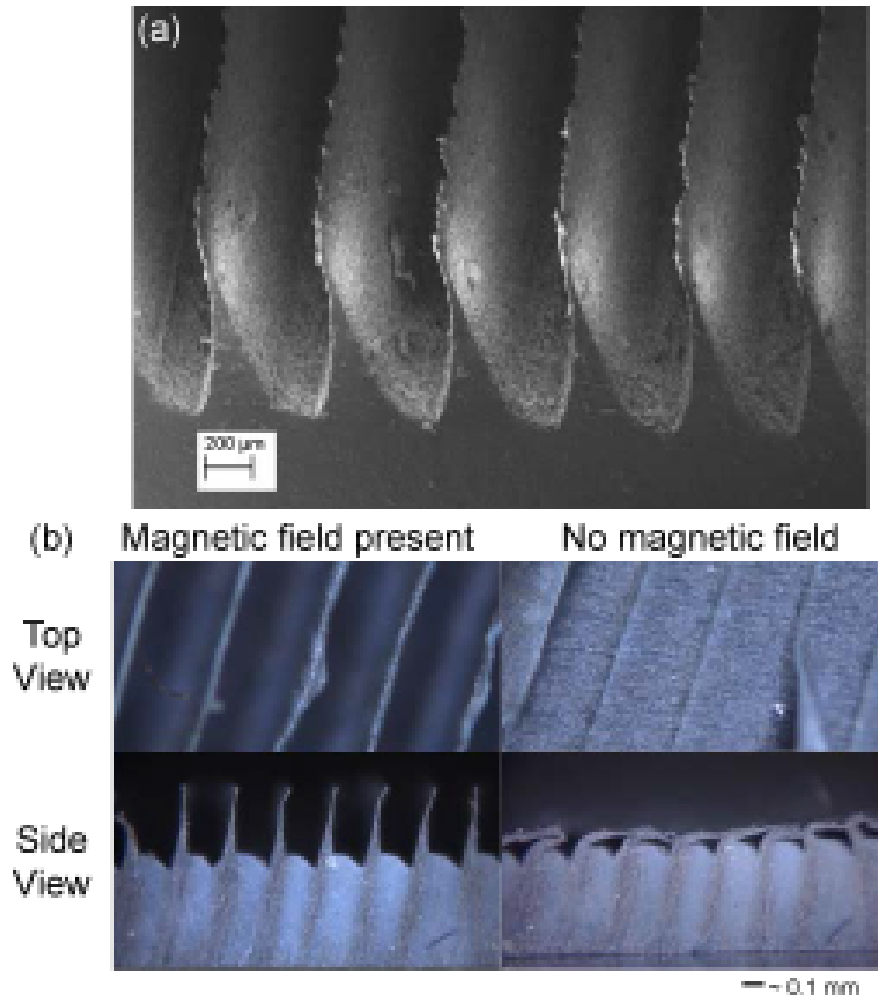 (a)
200 µm
(b) Magnetic field present No magnetic field
Top
View
Side
View
~ 0.1 mm